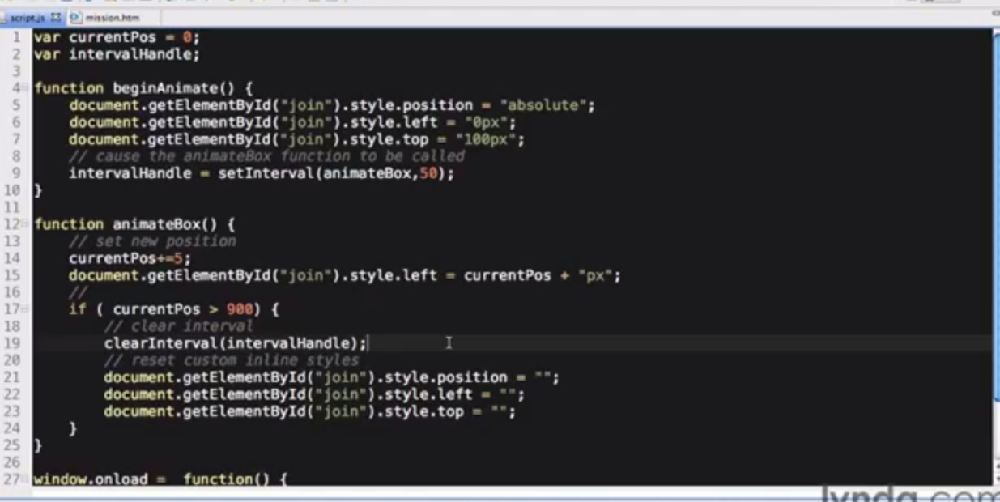 script.js mission.htm
1 var currentPos = 0;
2 var intervalHandle;
3
4 function beginAnimate() {
5 document.getElementById("join").style.position = "absolute";
6 document.getElementById("join").style.left = "0px";
7 document.getElementById("join").style.top = "100px";
8 // cause the animateBox function to be called
9 intervalHandle = setInterval(animateBox,50);
10 }
11
12 function animateBox() {
13 // set new position
14 currentPos+=5;
15 document.getElementById("join").style.left = currentPos + "px";
16 //
17 if ( currentPos > 900) {
18 // clear interval
19 clearInterval(intervalHandle);
20 // reset custom inline styles
21 document.getElementById("join").style.position = "";
22 document.getElementById("join").style.left = "";
23 document.getElementById("join").style.top = "";
24 }
25 }
26
27 window.onload = function() {
lynda.com